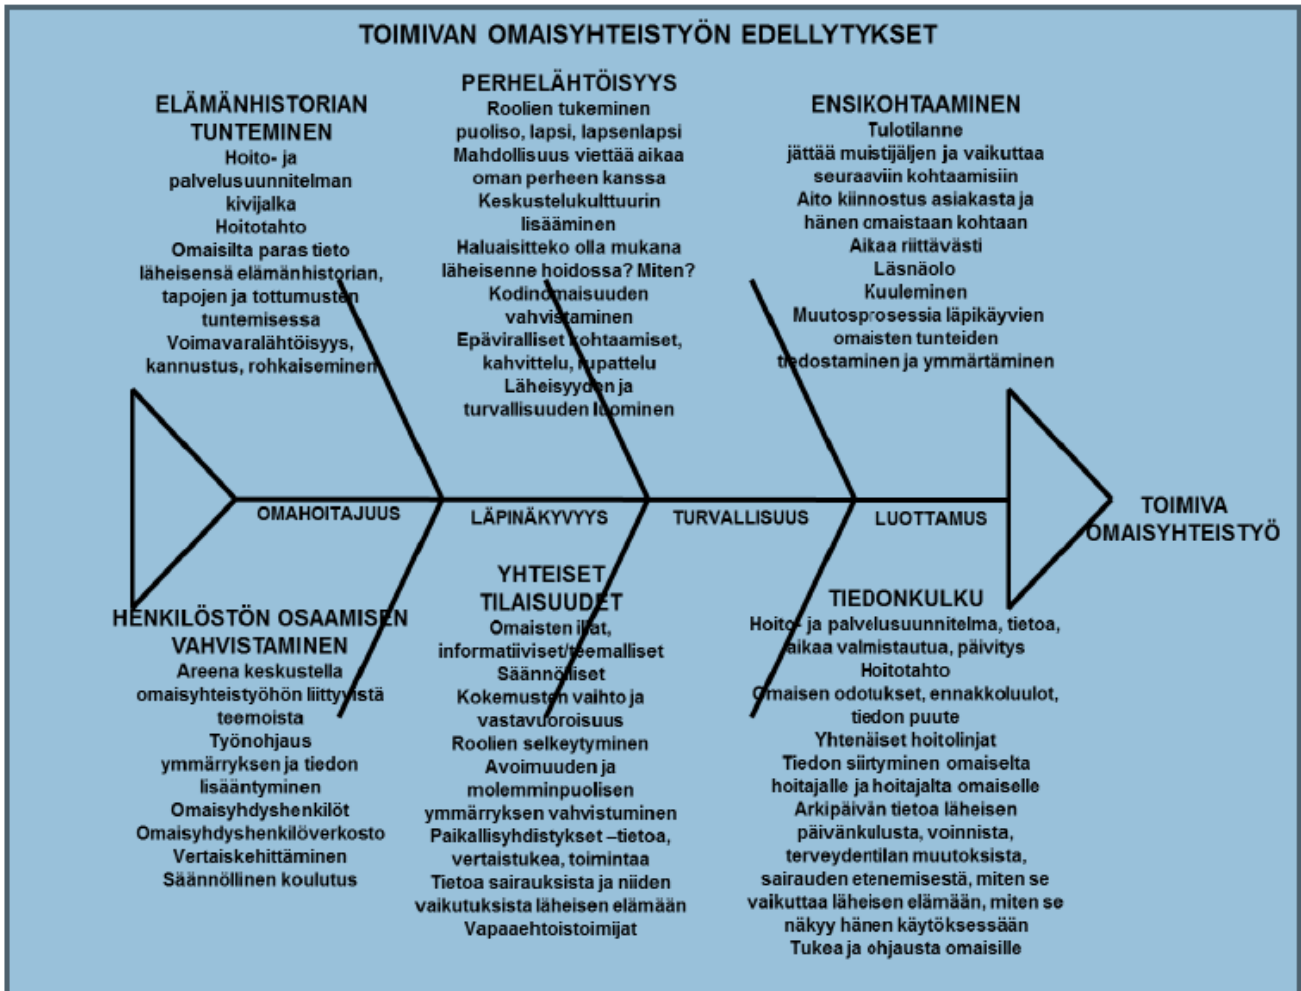 TOIMIVAN OMAISYHTEISTYÖN EDELLYTYKSET
ELÄMÄNHISTORIAN
TUNTEMINEN
Hoito- ja
palvelusuunnitelman
kivijalka
Hoitotahto
Omaisilta paras tieto
läheisensä elämänhistorian,
tapojen ja tottumusten
tuntemisessa
Voimavaralähtöisyys,
kannustus, rohkaiseminen
PERHELÄHTÖISYYS
Roolien tukeminen
puoliso, lapsi, lapsenlapsi
Mahdollisuus viettää aikaa
oman perheen kanssa
Keskustelukulttuurin
lisääminen
Haluaisitteko olla mukana
läheisenne hoidossa? Miten?
Kodinomaisuuden
vahvistaminen
Epäviralliset kohtaamiset,
kahvittelu, rupattelu
Läheisyyden ja
turvallisuuden luominen
ENSIKOHTAAMINEN
Tulotilanne
jättää muistijäljen ja vaikuttaa
seuraaviin kohtaamisiin
Aito kiinnostus asiakasta ja
hänen omaistaan kohtaan
Aikaa riittävästi
Läsnäolo
Kuuleminen
Muutosprosessia läpikäyvien
omaisten tunteiden
tiedostaminen ja ymmärtäminen
OMAHOITAJUUS
LÄPINÄKYVYYS
TURVALLISUUS
LUOTTAMUS
TOIMIVA
OMAISYHTEISTYÖ
HENKILÖSTÖN OSAAMISEN
VAHVISTAMINEN
Areena keskustella
omaisyhteistyöhön liittyvistä
teemoista
Työnohjaus
ymmärryksen ja tiedon
lisääntyminen
Omaisyhdyshenkilöt
Omaisyhdyshenkilöverkosto
Vertaiskehittäminen
Säännöllinen koulutus
YHTEISET
TILAISUUDET
Omaisten illat,
informatiiviset/teemalliset
Säännölliset
Kokemusten vaihto ja
vastavuoroisuus
Roolien selkeytyminen
Avoimuuden ja
molemminpuolisen
ymmärryksen vahvistuminen
Paikallisyhdistykset –tietoa,
vertaistukea, toimintaa
Tietoa sairauksista ja niiden
vaikutuksista läheisen elämään
Vapaaehtoistoimijat
TIEDONKULKU
Hoito- ja palvelusuunnitelma, tietoa,
aikaa valmistautua, päivitys
Hoitotahto
Omaisen odotukset, ennakkoluulot,
tiedon puute
Yhtenäiset hoitolinjat
Tiedon siirtyminen omaiselta
hoitajalle ja hoitajalta omaiselle
Arkipäivän tietoa läheisen
päivänkulusta, voinnista,
terveydentilan muutoksista,
sairauden etenemisestä, miten se
vaikuttaa läheisen elämään, miten se
näkyy hänen käytöksessään
Tukea ja ohjausta omaisille